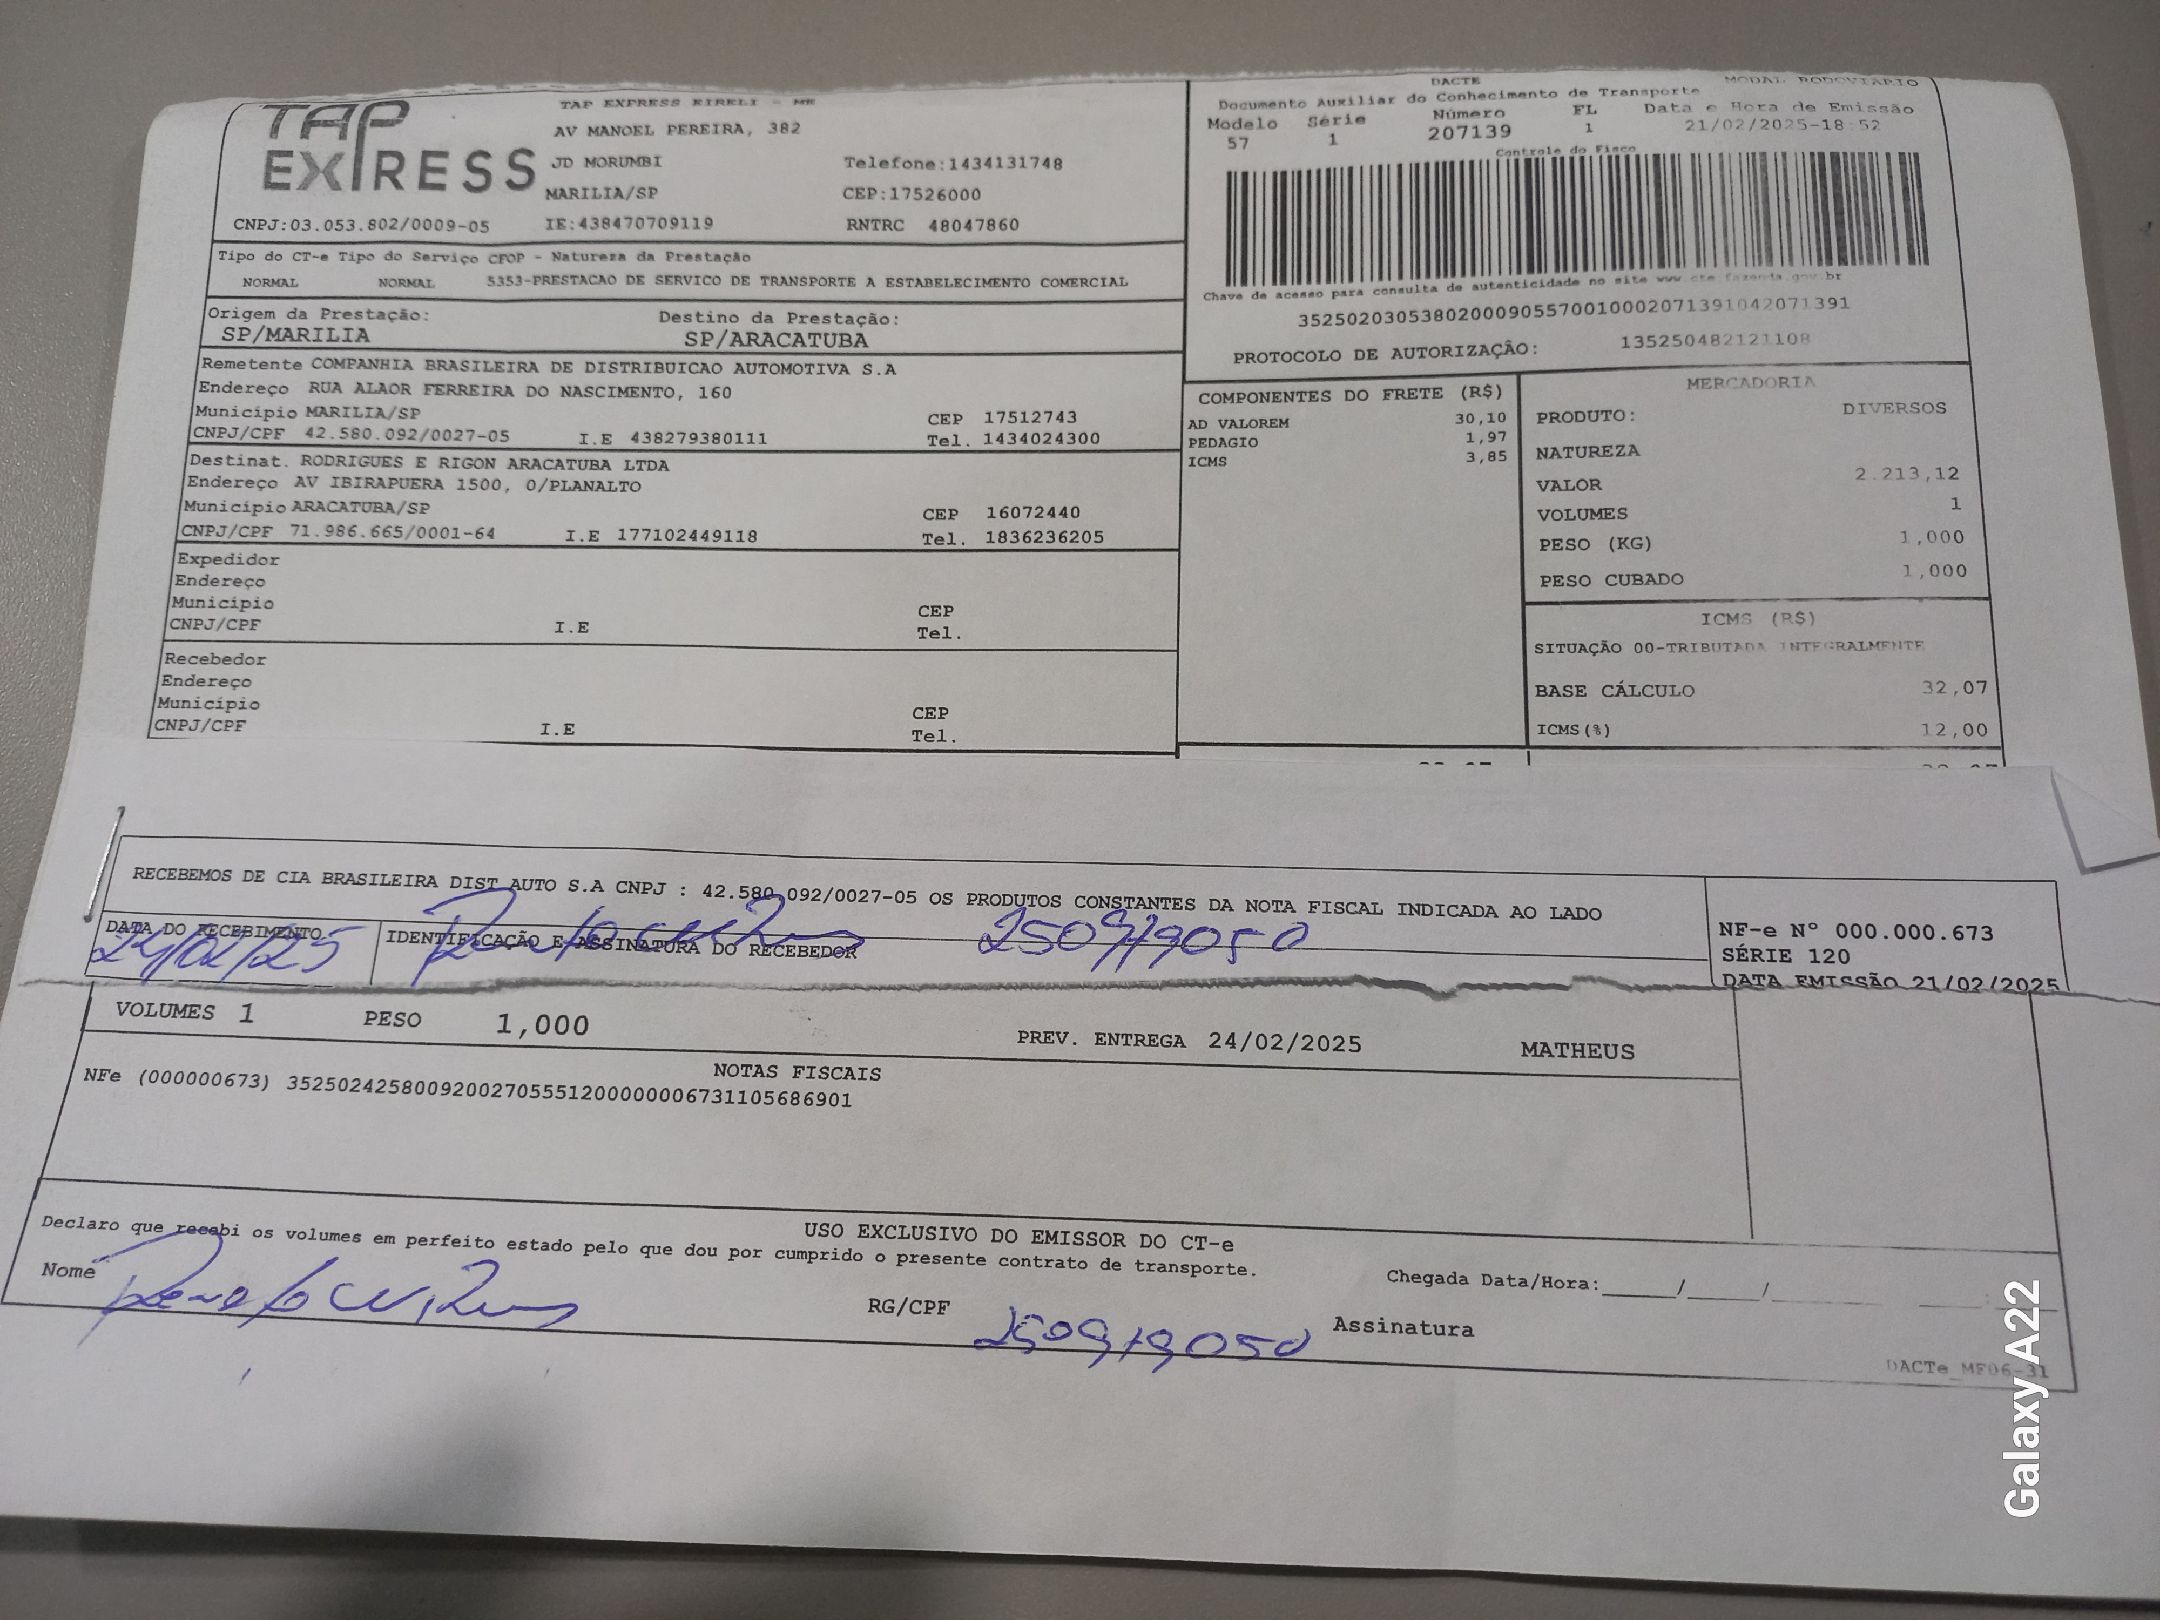 TAP EXPRESS
TAP EXPRESS EIRELI - ME
AV MANOEL PEREIRA, 382
JD MORUMBI Telefone:1434131748
MARILIA/SP CEP:17526000
CNPJ:03.053.802/0009-05 IE:438470709119 RNTRC 48047860
Tipo do CT-e Tipo do Serviço CFOP - Natureza da Prestação
NORMAL NORMAL 5353-PRESTACAO DE SERVICO DE TRANSPORTE A ESTABELECIMENTO COMERCIAL
Origem da Prestação: Destino da Prestação:
SP/MARILIA SP/ARACATUBA
Remetente COMPANHIA BRASILEIRA DE DISTRIBUICAO AUTOMOTIVA S.A
Endereço RUA ALAOR FERREIRA DO NASCIMENTO, 160
Município MARILIA/SP CEP 17512743
CNPJ/CPF 42.580.092/0027-05 I.E 438279380111 Tel. 1434024300
Destinat. RODRIGUES E RIGON ARACATUBA LTDA
Endereço AV IBIRAPUERA 1500, 0/PLANALTO
Município ARACATUBA/SP CEP 16072440
CNPJ/CPF 71.986.665/0001-64 I.E 177102449118 Tel. 1836236205
Expedidor
Endereço
Município CEP
CNPJ/CPF I.E Tel.
Recebedor
Endereço
Município CEP
CNPJ/CPF I.E Tel.
DACTE MODAL RODOVIÁRIO
Documento Auxiliar do Conhecimento de Transporte
Modelo Série Número FL Data e Hora de Emissão
57 1 207139 1 21/02/2025-18:52
Controle do Fisco
Chave de acesso para consulta de autenticidade no site www.cte.fazenda.gov.br
35250203053802000905570010002071391042071391
PROTOCOLO DE AUTORIZAÇÃO: 135250482121108
COMPONENTES DO FRETE (R$)
AD VALOREM 30,10
PEDAGIO 1,97
ICMS 3,85
MERCADORIA
PRODUTO: DIVERSOS
NATUREZA
VALOR 2.213,12
VOLUMES 1
PESO (KG) 1,000
PESO CUBADO 1,000
ICMS (R$)
SITUAÇÃO 00-TRIBUTADA INTEGRALMENTE
BASE CÁLCULO 32,07
ICMS(%) 12,00
RECEBEMOS DE CIA BRASILEIRA DIST AUTO S.A CNPJ : 42.580.092/0027-05 OS PRODUTOS CONSTANTES DA NOTA FISCAL INDICADA AO LADO
DATA DO RECEBIMENTO IDENTIFICAÇÃO E ASSINATURA DO RECEBEDOR
24/02/25
NF-e N° 000.000.673
SÉRIE 120
DATA EMISSÃO 21/02/2025
VOLUMES 1 PESO 1,000 PREV. ENTREGA 24/02/2025 MATHEUS
NOTAS FISCAIS
NFe (000000673) 35250242580092002705551200000006731105686901
USO EXCLUSIVO DO EMISSOR DO CT-e
Declaro que recebi os volumes em perfeito estado pelo que dou por cumprido o presente contrato de transporte.
Nome RG/CPF Assinatura Chegada Data/Hora:_____/_____/
DACTe_MF06-31
Galaxy A22